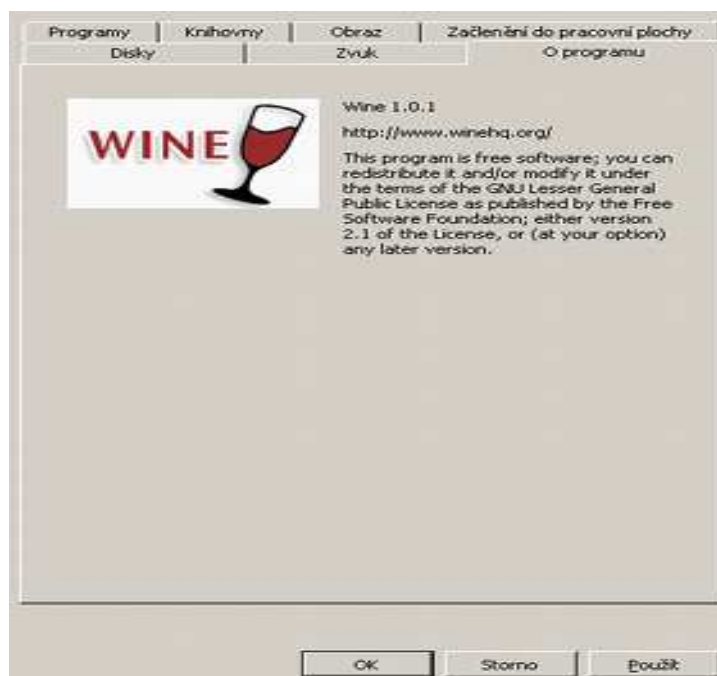 Programy Knihovny Obraz Začlenění do pracovní plochy
Disky Zvuk O programu
WINE
Wine 1.0.1
http://www.winehq.org/
This program is free software; you can
redistribute it and/or modify it under
the terms of the GNU Lesser General
Public License as published by the Free
Software Foundation; either version
2.1 of the License, or (at your option)
any later version.
OK Storno Použít